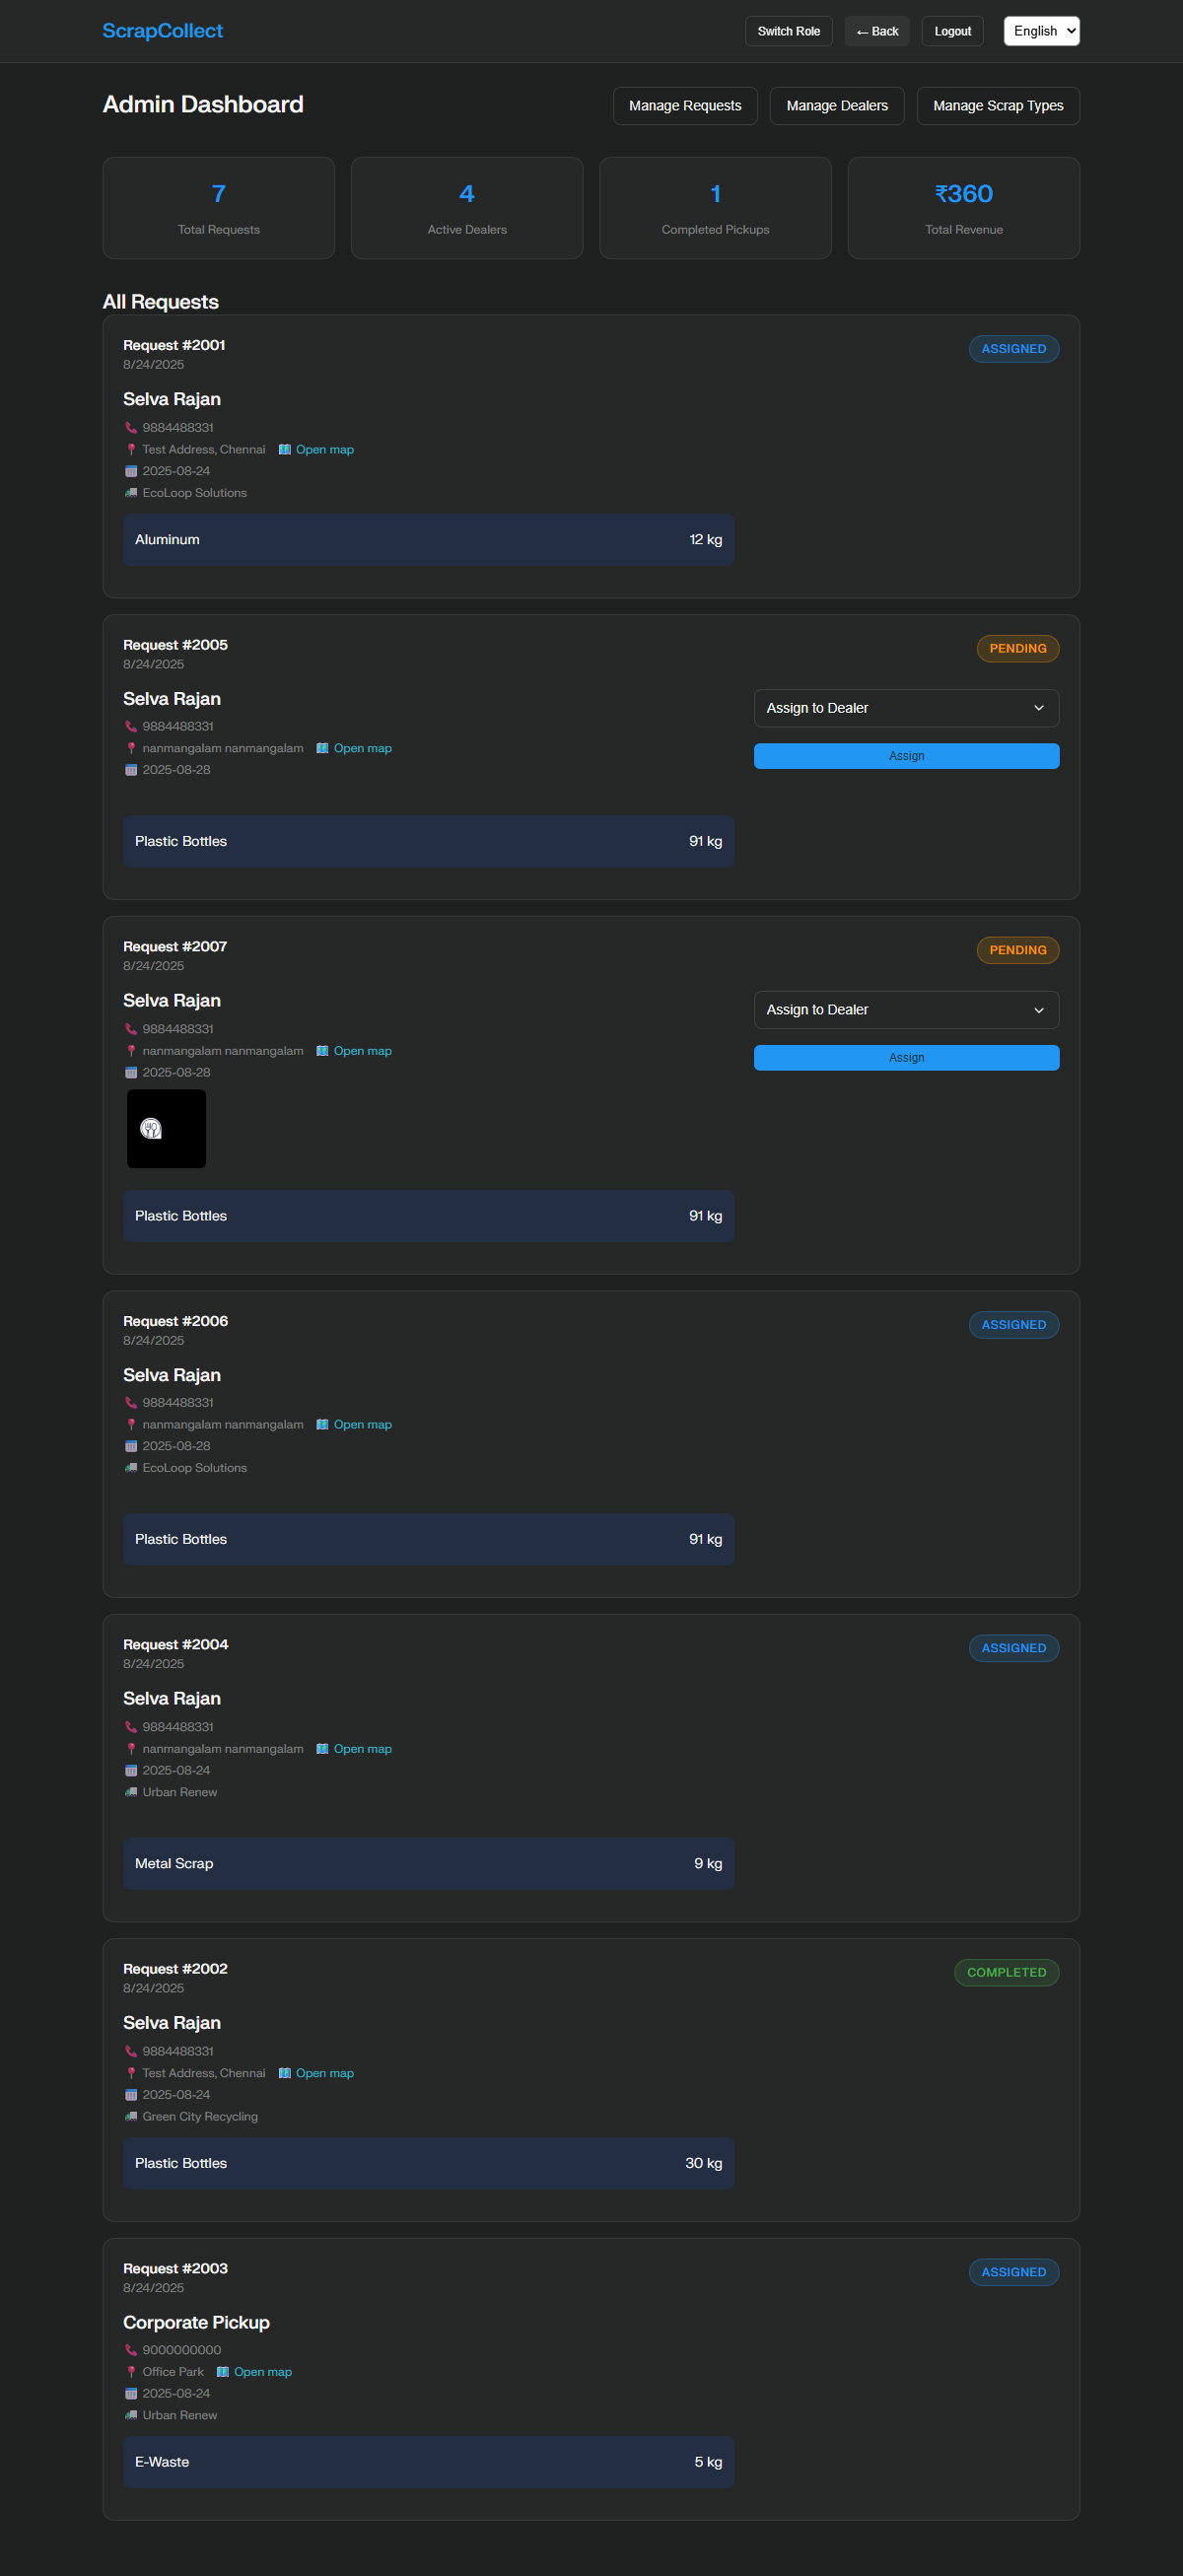 ScrapCollect
Switch Role
← Back
Logout
English
Admin Dashboard
Manage Requests
Manage Dealers
Manage Scrap Types
7
Total Requests
4
Active Dealers
1
Completed Pickups
₹360
Total Revenue
All Requests
Request #2001
ASSIGNED
8/24/2025
Selva Rajan
9884488331
Test Address, Chennai Open map
2025-08-24
EcoLoop Solutions
Aluminum 12 kg
Request #2005
PENDING
8/24/2025
Selva Rajan
Assign to Dealer
9884488331
nanmangalam nanmangalam Open map
Assign
2025-08-28
Plastic Bottles 91 kg
Request #2007
PENDING
8/24/2025
Selva Rajan
Assign to Dealer
9884488331
nanmangalam nanmangalam Open map
Assign
2025-08-28
Plastic Bottles 91 kg
Request #2006
ASSIGNED
8/24/2025
Selva Rajan
9884488331
nanmangalam nanmangalam Open map
2025-08-28
EcoLoop Solutions
Plastic Bottles 91 kg
Request #2004
ASSIGNED
8/24/2025
Selva Rajan
9884488331
nanmangalam nanmangalam Open map
2025-08-24
Urban Renew
Metal Scrap 9 kg
Request #2002
COMPLETED
8/24/2025
Selva Rajan
9884488331
Test Address, Chennai Open map
2025-08-24
Green City Recycling
Plastic Bottles 30 kg
Request #2003
ASSIGNED
8/24/2025
Corporate Pickup
9000000000
Office Park Open map
2025-08-24
Urban Renew
E-Waste 5 kg